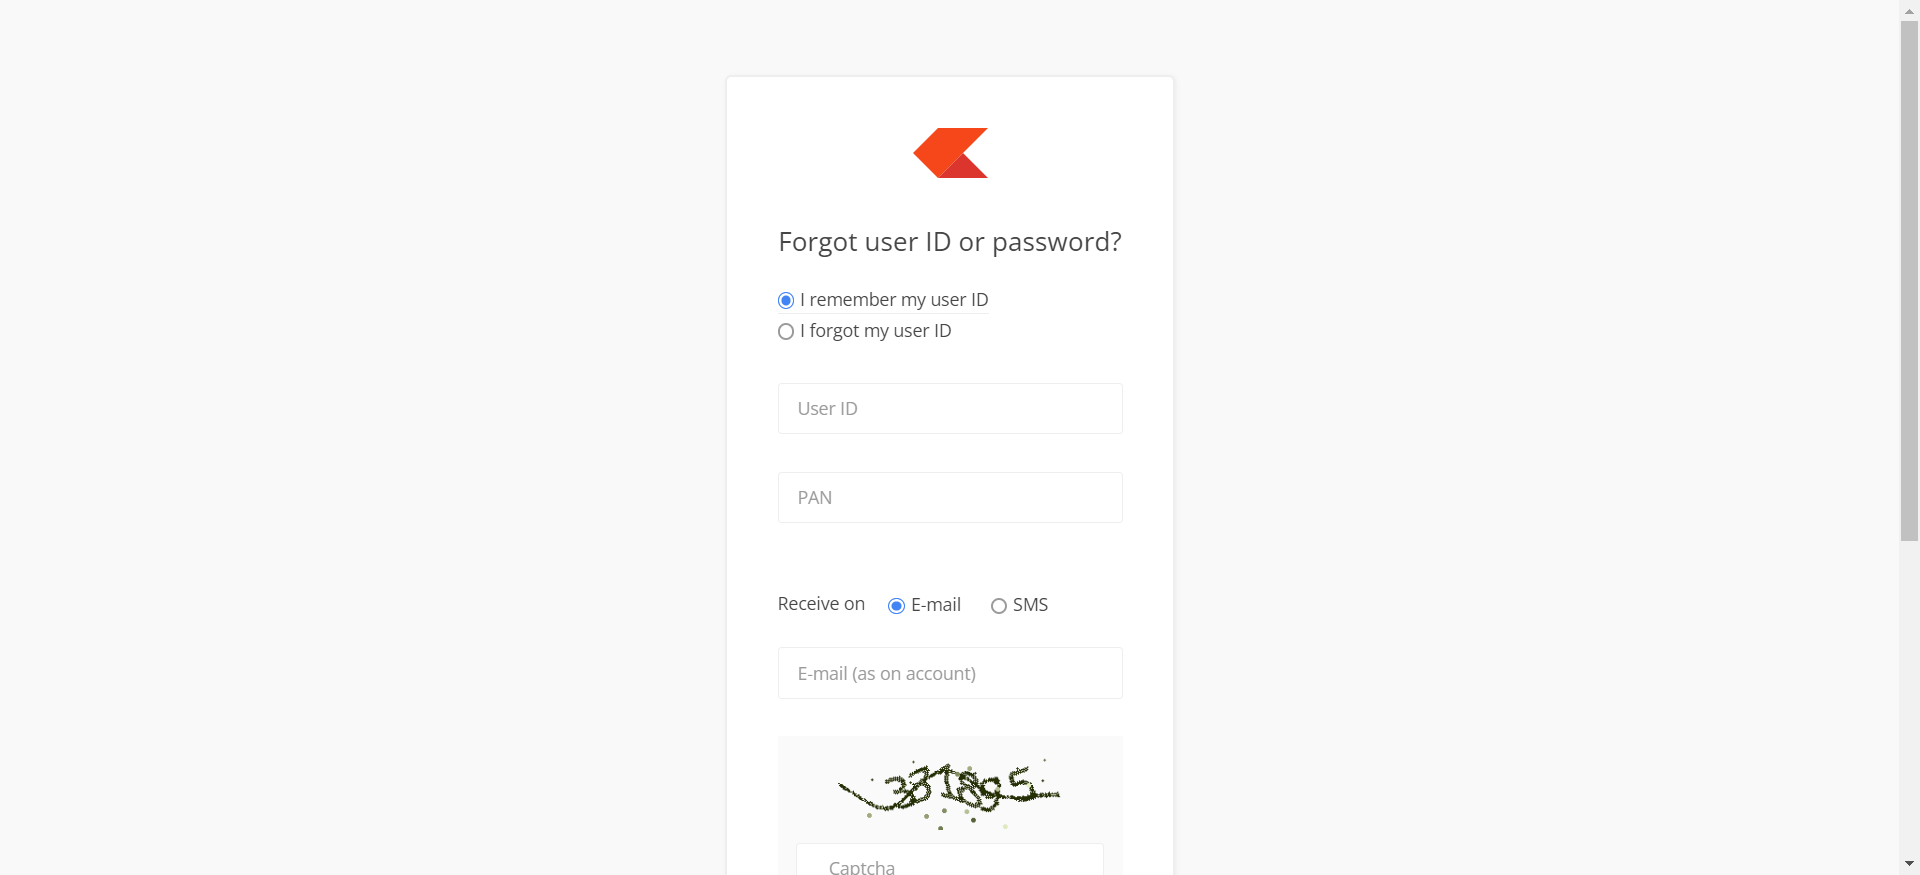 Forgot user ID or password?
I remember my user ID
I forgot my user ID
User ID
PAN
Receive on E-mail SMS
E-mail (as on account)
Captcha